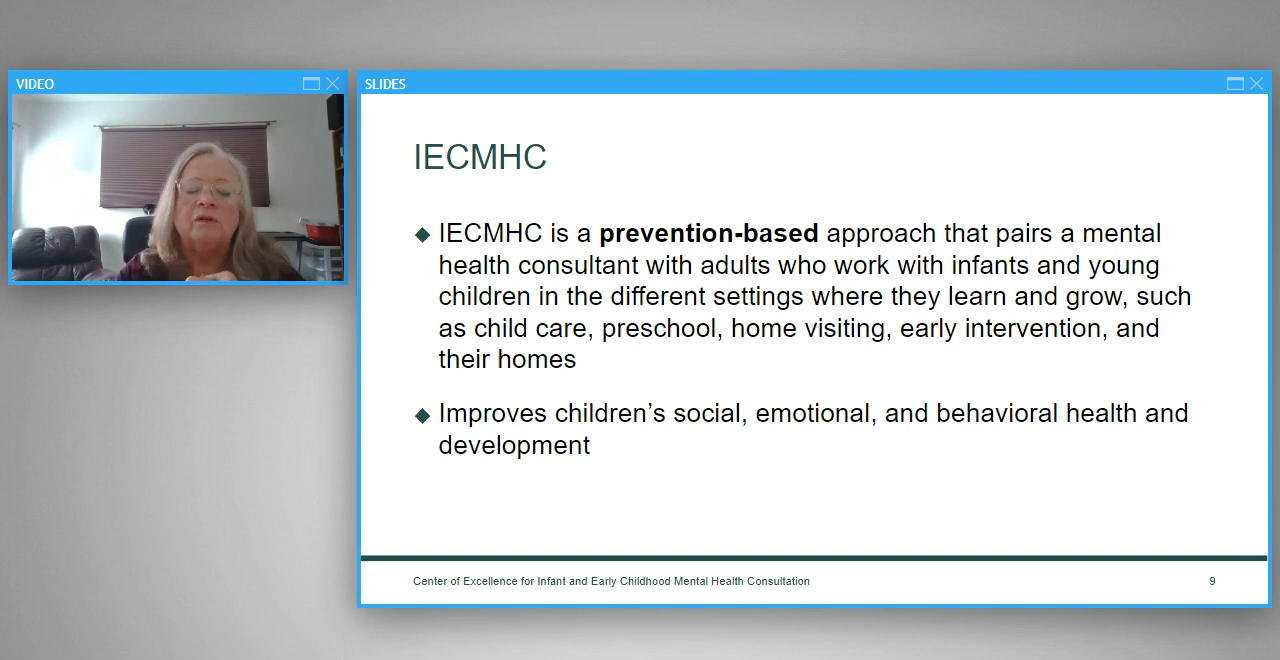 VIDEO
SLIDES
IECMHC
◆ IECMHC is a prevention-based approach that pairs a mental
health consultant with adults who work with infants and young
children in the different settings where they learn and grow, such
as child care, preschool, home visiting, early intervention, and
their homes
◆ Improves children’s social, emotional, and behavioral health and
development
Center of Excellence for Infant and Early Childhood Mental Health Consultation
9